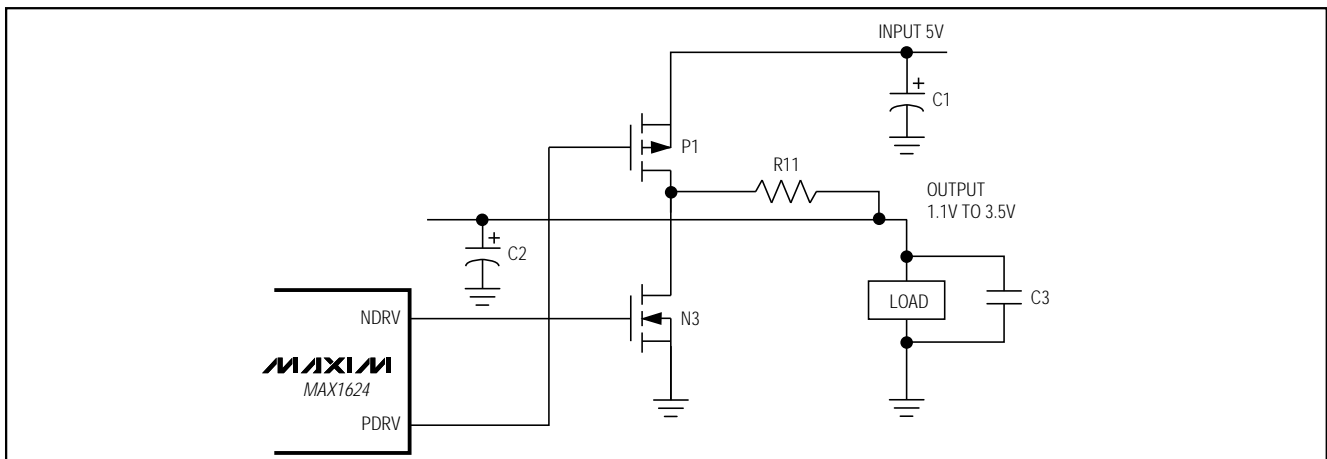 INPUT 5V
+
C1
P1
R11
OUTPUT
1.1V TO 3.5V
+
C2
NDRV
N3
LOAD
C3
MAXIM
MAX1624
PDRV